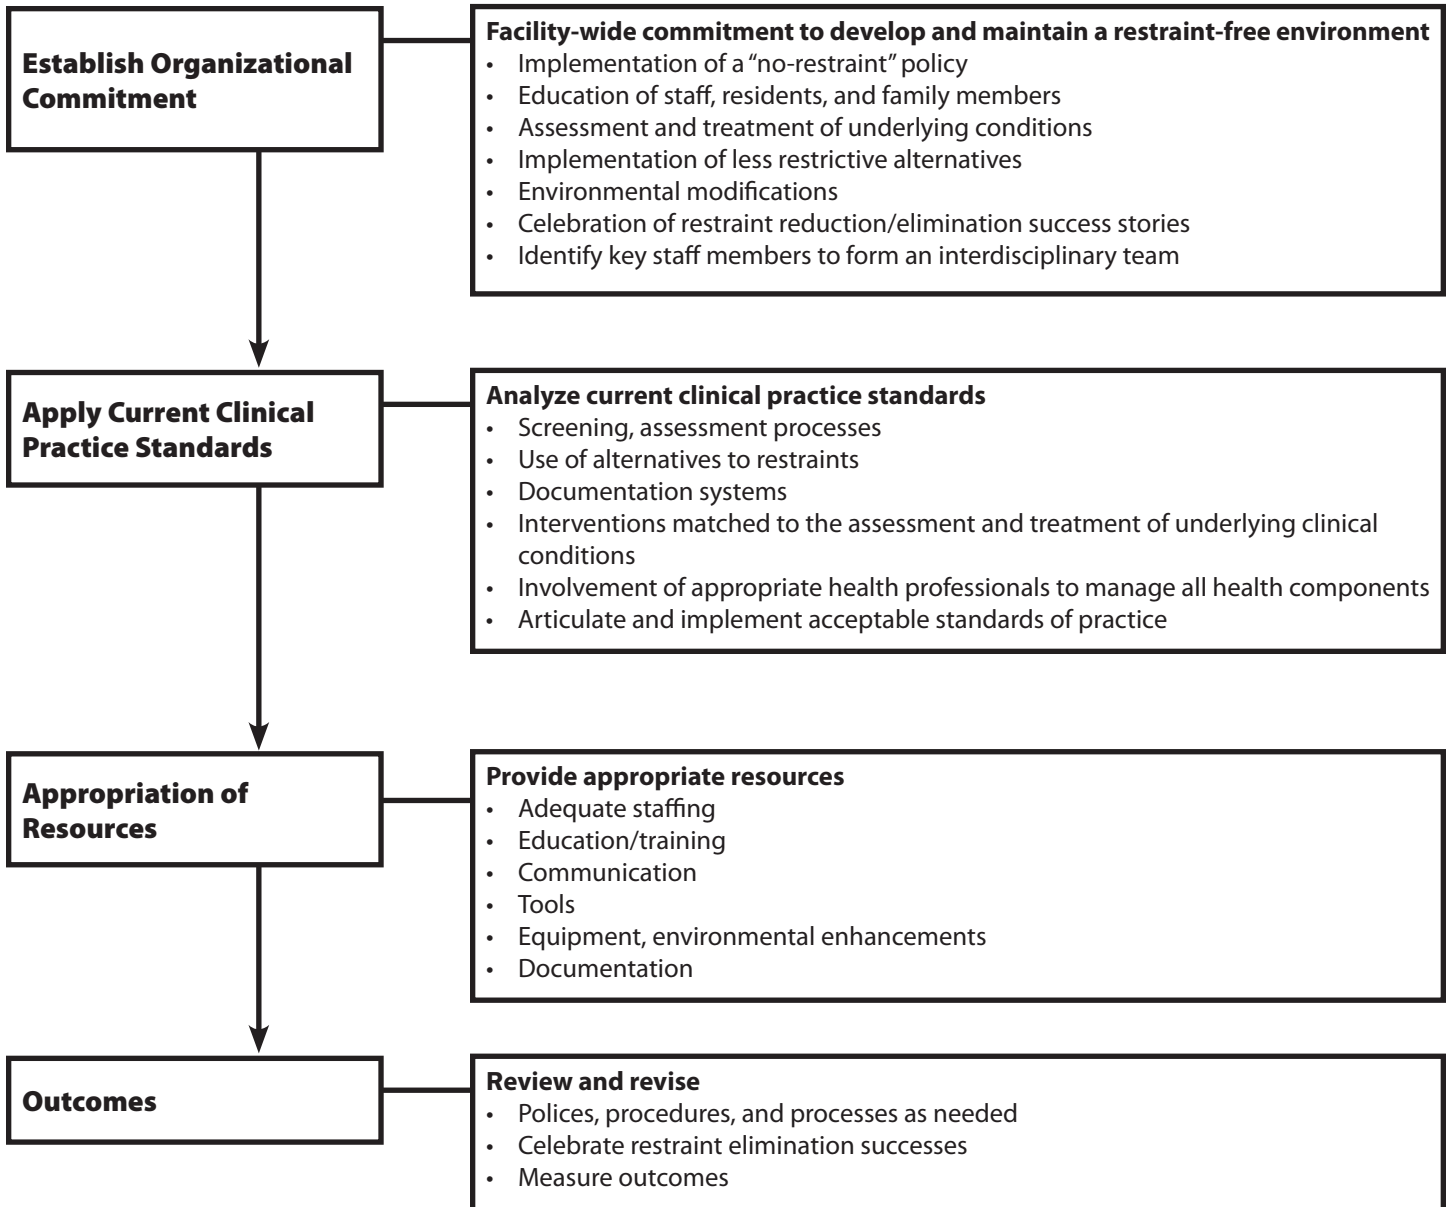 Establish Organizational
Commitment
Facility-wide commitment to develop and maintain a restraint-free environment
• Implementation of a “no-restraint” policy
• Education of staff, residents, and family members
• Assessment and treatment of underlying conditions
• Implementation of less restrictive alternatives
• Environmental modifications
• Celebration of restraint reduction/elimination success stories
• Identify key staff members to form an interdisciplinary team
Apply Current Clinical
Practice Standards
Analyze current clinical practice standards
• Screening, assessment processes
• Use of alternatives to restraints
• Documentation systems
• Interventions matched to the assessment and treatment of underlying clinical
conditions
• Involvement of appropriate health professionals to manage all health components
• Articulate and implement acceptable standards of practice
Appropriation of
Resources
Provide appropriate resources
• Adequate staffing
• Education/training
• Communication
• Tools
• Equipment, environmental enhancements
• Documentation
Outcomes
Review and revise
• Polices, procedures, and processes as needed
• Celebrate restraint elimination successes
• Measure outcomes